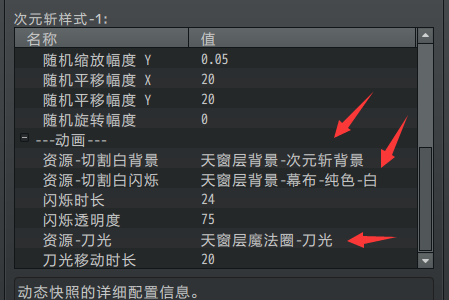 次元斩样式-1:
名称 值
随机缩放幅度 Y 0.05
随机平移幅度 X 20
随机平移幅度 Y 20
随机旋转幅度 0
---动画---
资源-切割白背景 天窗层背景-次元斩背景
资源-切割白闪烁 天窗层背景-幕布-纯色-白
闪烁时长 24
闪烁透明度 75
资源-刀光 天窗层魔法圈-刀光
刀光移动时长 20
动态快照的详细配置信息。